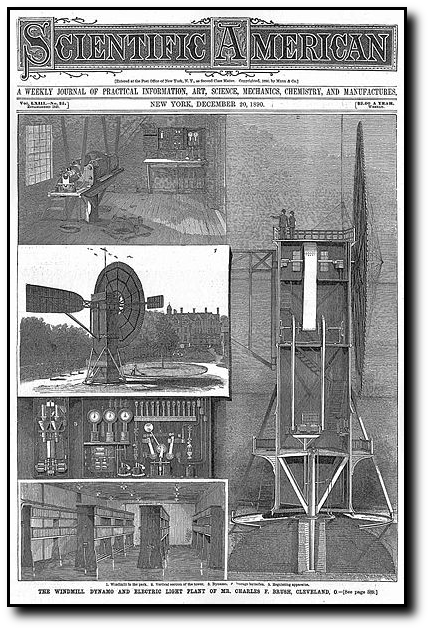 SCIENTIFIC AMERICAN
[Entered at the Post Office of New York, N. Y., as Second Class Matter. Copyrighted, 1890, by Munn & Co.]
A WEEKLY JOURNAL OF PRACTICAL INFORMATION, ART, SCIENCE, MECHANICS, CHEMISTRY, AND MANUFACTURES.
Vol. LXIII.—No. 25.
ESTABLISHED 1845.
NEW YORK, DECEMBER 20, 1890.
$3.00 A YEAR.
WEEKLY.
1. Windmill in the park. 2. Vertical section of the tower. 3. Dynamo. 4. Storage batteries. 5. Regulating apparatus.
THE WINDMILL DYNAMO AND ELECTRIC LIGHT PLANT OF MR. CHARLES F. BRUSH, CLEVELAND, O.—[See page 389.]